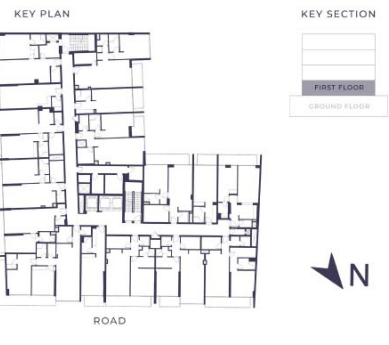 KEY PLAN
KEY SECTION
FIRST FLOOR
GROUND FLOOR
N
ROAD